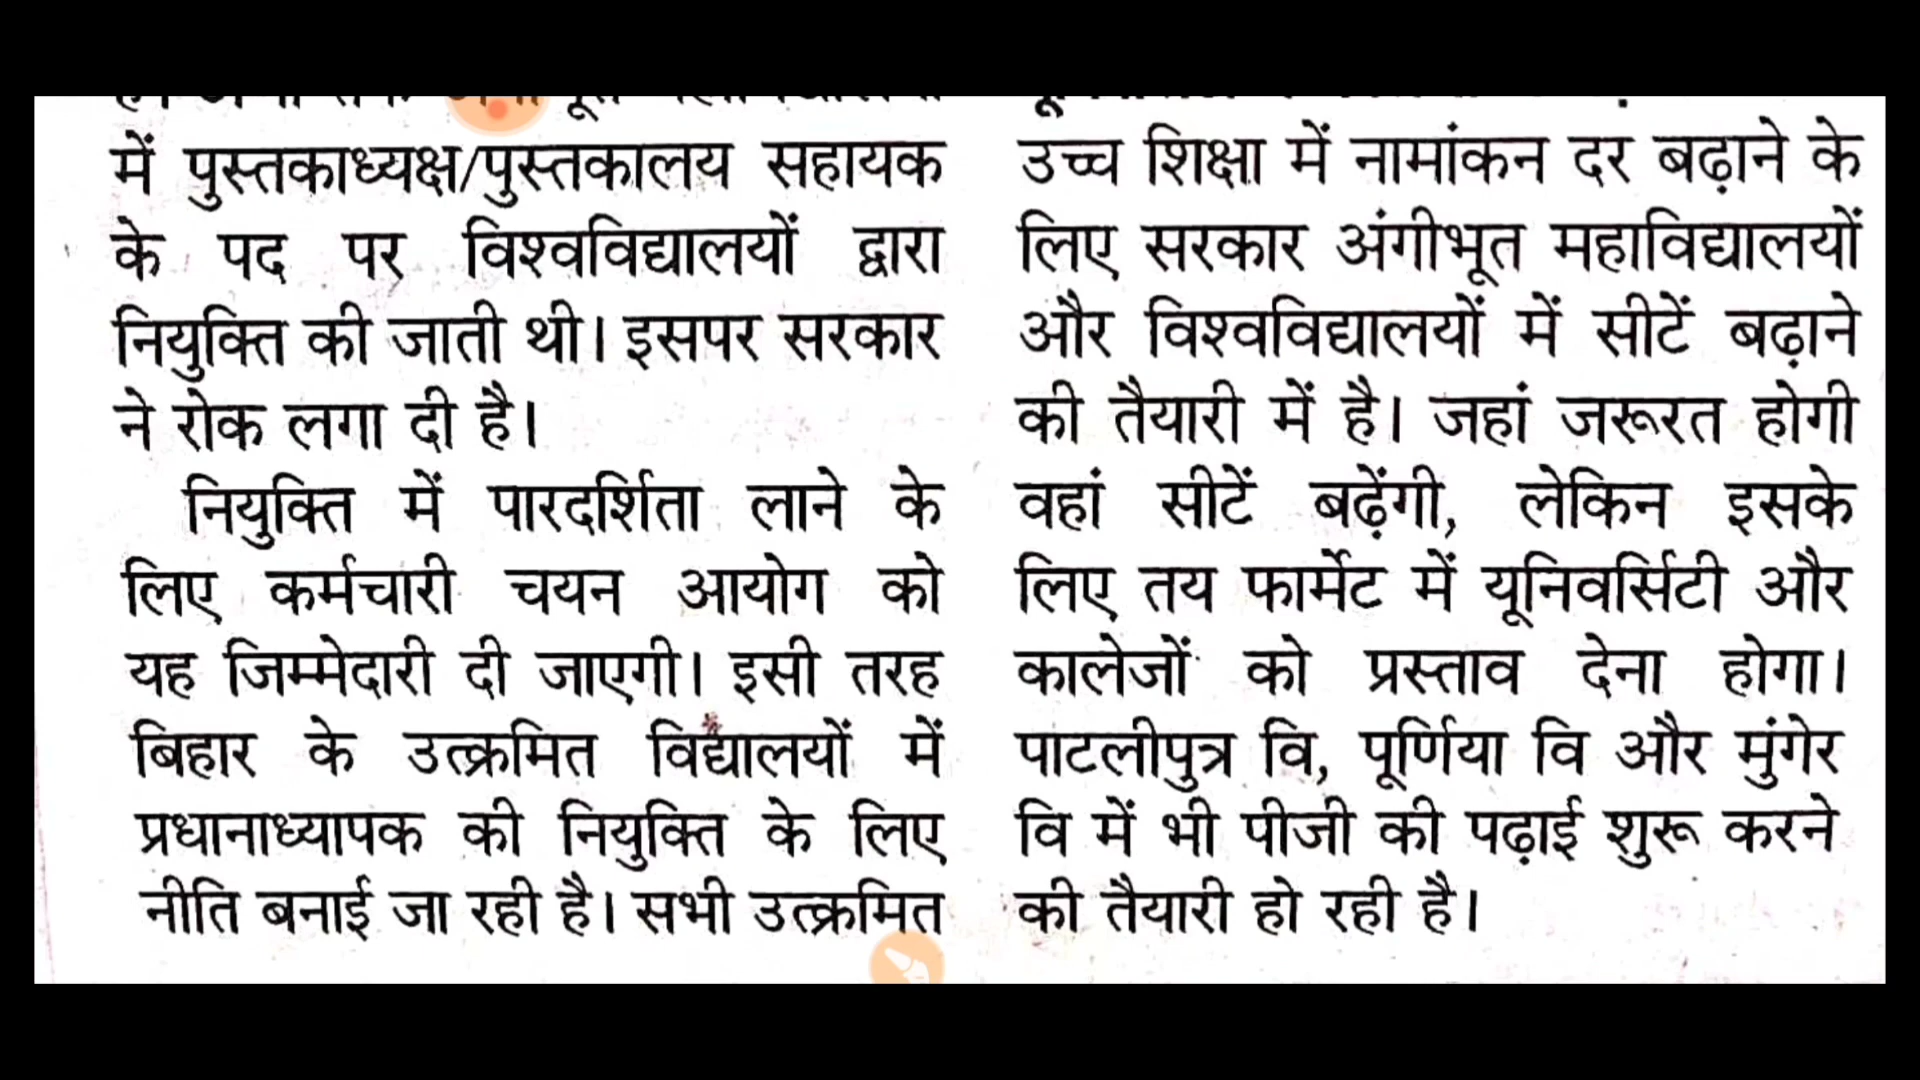 में पुस्तकाध्यक्ष/पुस्तकालय सहायक
के पद पर विश्वविद्यालयों द्वारा
नियुक्ति की जाती थी। इसपर सरकार
ने रोक लगा दी है।
नियुक्ति में पारदर्शिता लाने के
लिए कर्मचारी चयन आयोग को
यह जिम्मेदारी दी जाएगी। इसी तरह
बिहार के उत्क्रमित विद्यालयों में
प्रधानाध्यापक की नियुक्ति के लिए
नीति बनाई जा रही है। सभी उत्क्रमित
उच्च शिक्षा में नामांकन दर बढ़ाने के
लिए सरकार अंगीभूत महाविद्यालयों
और विश्वविद्यालयों में सीटें बढ़ाने
की तैयारी में है। जहां जरूरत होगी
वहां सीटें बढ़ेंगी, लेकिन इसके
लिए तय फार्मेट में यूनिवर्सिटी और
कालेजों को प्रस्ताव देना होगा।
पाटलीपुत्र वि, पूर्णिया वि और मुंगेर
वि में भी पीजी की पढ़ाई शुरू करने
की तैयारी हो रही है।